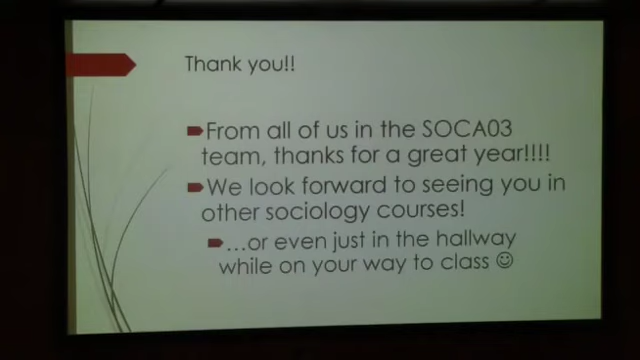 Thank you!!
From all of us in the SOCA03
team, thanks for a great year!!!!
We look forward to seeing you in
other sociology courses!
...or even just in the hallway
while on your way to class ☺